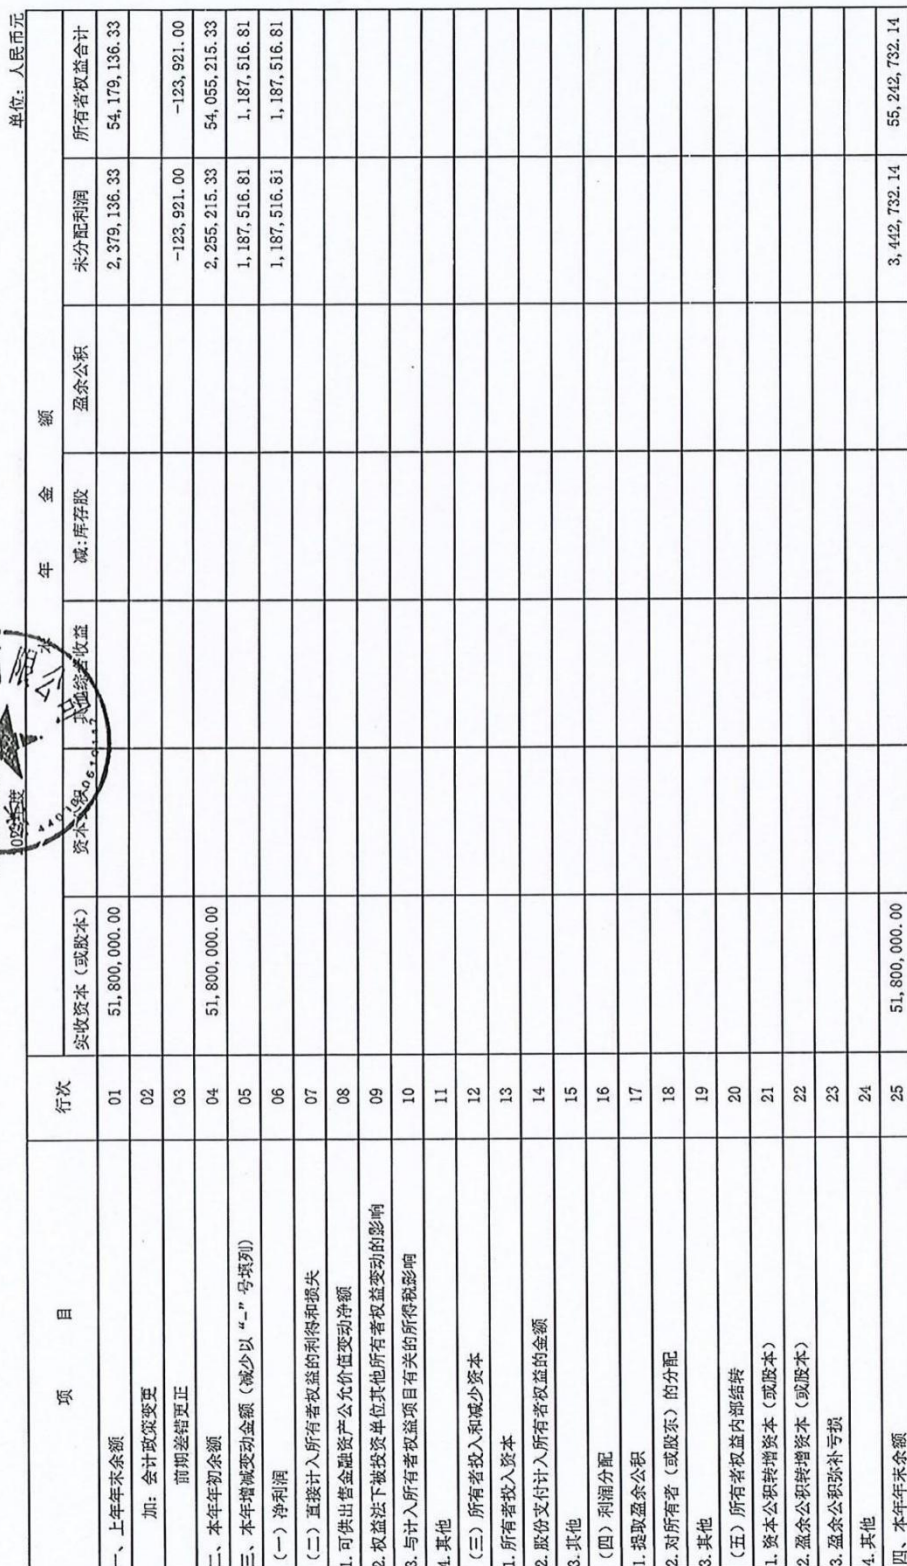 单位：人民币元
项 目 行次 年 金 额
实收资本（或股本） 减:库存股 盈余公积 未分配利润 所有者权益合计
一、上年年末余额 01 51,800,000.00 2,379,136.33 54,179,136.33
加：会计政策变更 02
前期差错更正 03 -123,921.00 -123,921.00
二、本年年初余额 04 51,800,000.00 2,255,215.33 54,055,215.33
三、本年增减变动金额（减少以“-”号填列） 05 1,187,516.81 1,187,516.81
（一）净利润 06 1,187,516.81 1,187,516.81
（二）直接计入所有者权益的利得和损失 07
1.可供出售金融资产公允价值变动净额 08
2.权益法下被投资单位其他所有者权益变动的影响 09
3.与计入所有者权益项目有关的所得税影响 10
4.其他 11
（三）所有者投入和减少资本 12
1.所有者投入资本 13
2.股份支付计入所有者权益的金额 14
3.其他 15
（四）利润分配 16
1.提取盈余公积 17
2.对所有者（或股东）的分配 18
3.其他 19
（五）所有者权益内部结转 20
1.资本公积转增资本（或股本） 21
2.盈余公积转增资本（或股本） 22
3.盈余公积弥补亏损 23
4.其他 24
四、本年年末余额 25 51,800,000.00 3,442,732.14 55,242,732.14